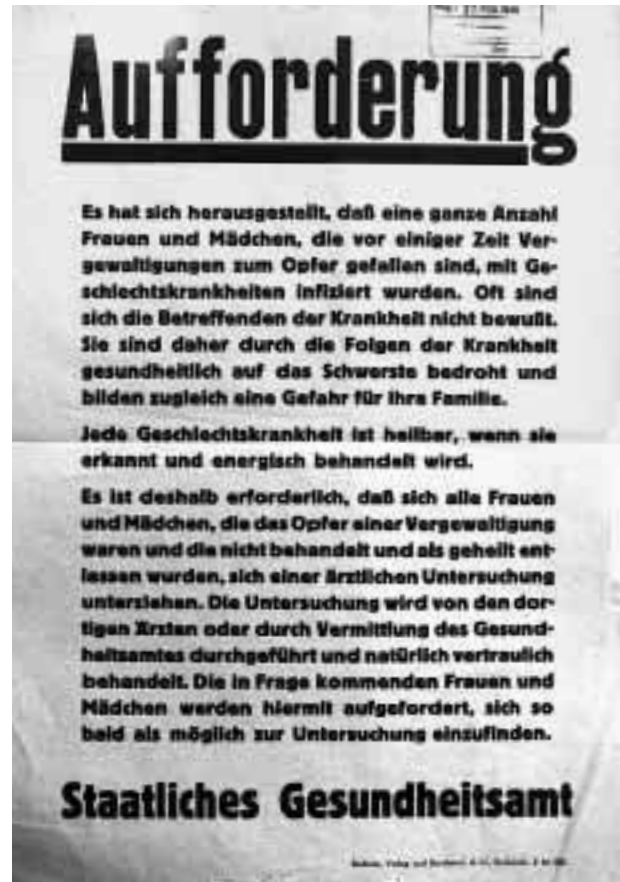 Aufforderung
Es hat sich herausgestellt, daß eine ganze Anzahl
Frauen und Mädchen, die vor einiger Zeit Ver-
gewaltigungen zum Opfer gefallen sind, mit Ge-
schlechtskrankheiten infiziert wurden. Oft sind
sich die Betreffenden der Krankheit nicht bewußt.
Sie sind daher durch die Folgen der Krankheit
gesundheitlich auf das Schwerste bedroht und
bilden zugleich eine Gefahr für ihre Familie.
Jede Geschlechtskrankheit ist heilbar, wenn sie
erkannt und energisch behandelt wird.
Es ist deshalb erforderlich, daß sich alle Frauen
und Mädchen, die das Opfer einer Vergewaltigung
waren und die nicht behandelt und als geheilt ent-
lassen wurden, sich einer ärztlichen Untersuchung
unterziehen. Die Untersuchung wird von den dor-
tigen Ärzten oder durch Vermittlung des Gesund-
heitsamtes durchgeführt und natürlich vertraulich
behandelt. Die in Frage kommenden Frauen und
Mädchen werden hiermit aufgefordert, sich so
bald als möglich zur Untersuchung einzufinden.
Staatliches Gesundheitsamt